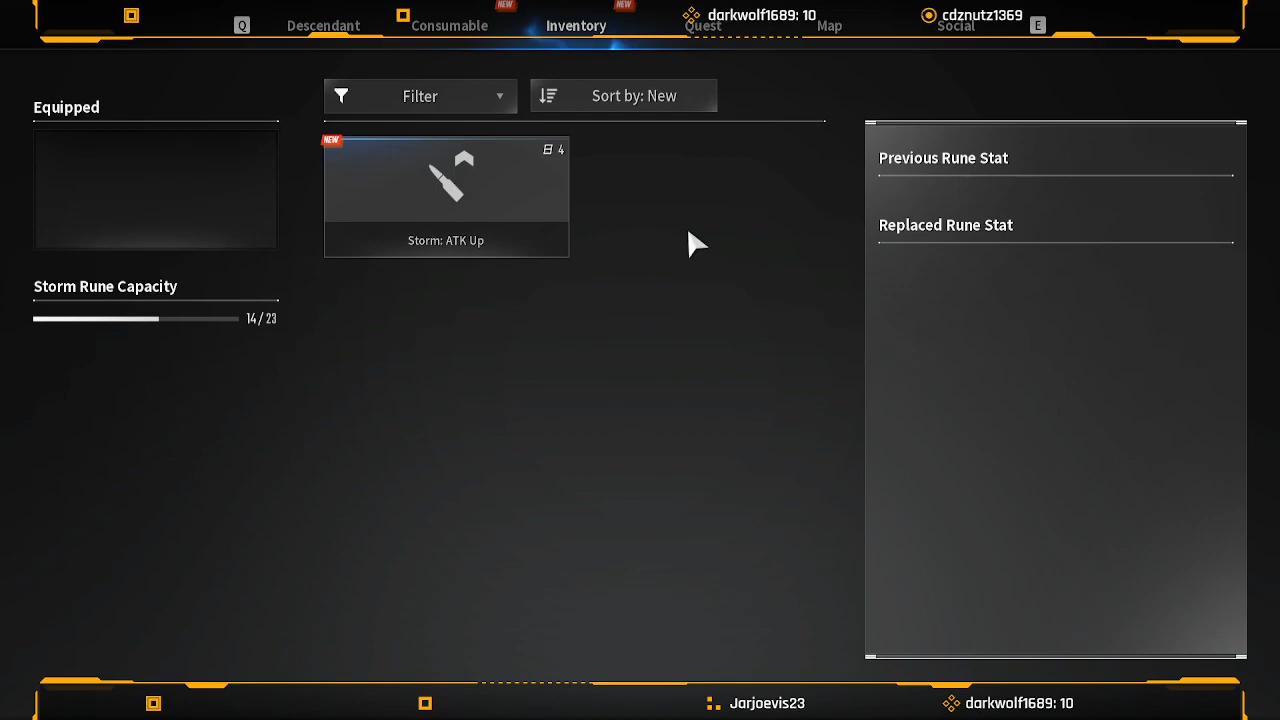 darkwolf1689: 10
cdznutz1369
NEW
NEW
Q Descendant Consumable Inventory Quest Map Social E
Filter
Sort by: New
Equipped
NEW
4
Storm: ATK Up
Previous Rune Stat
Replaced Rune Stat
Storm Rune Capacity
14/23
Jarjoevis23
darkwolf1689: 10